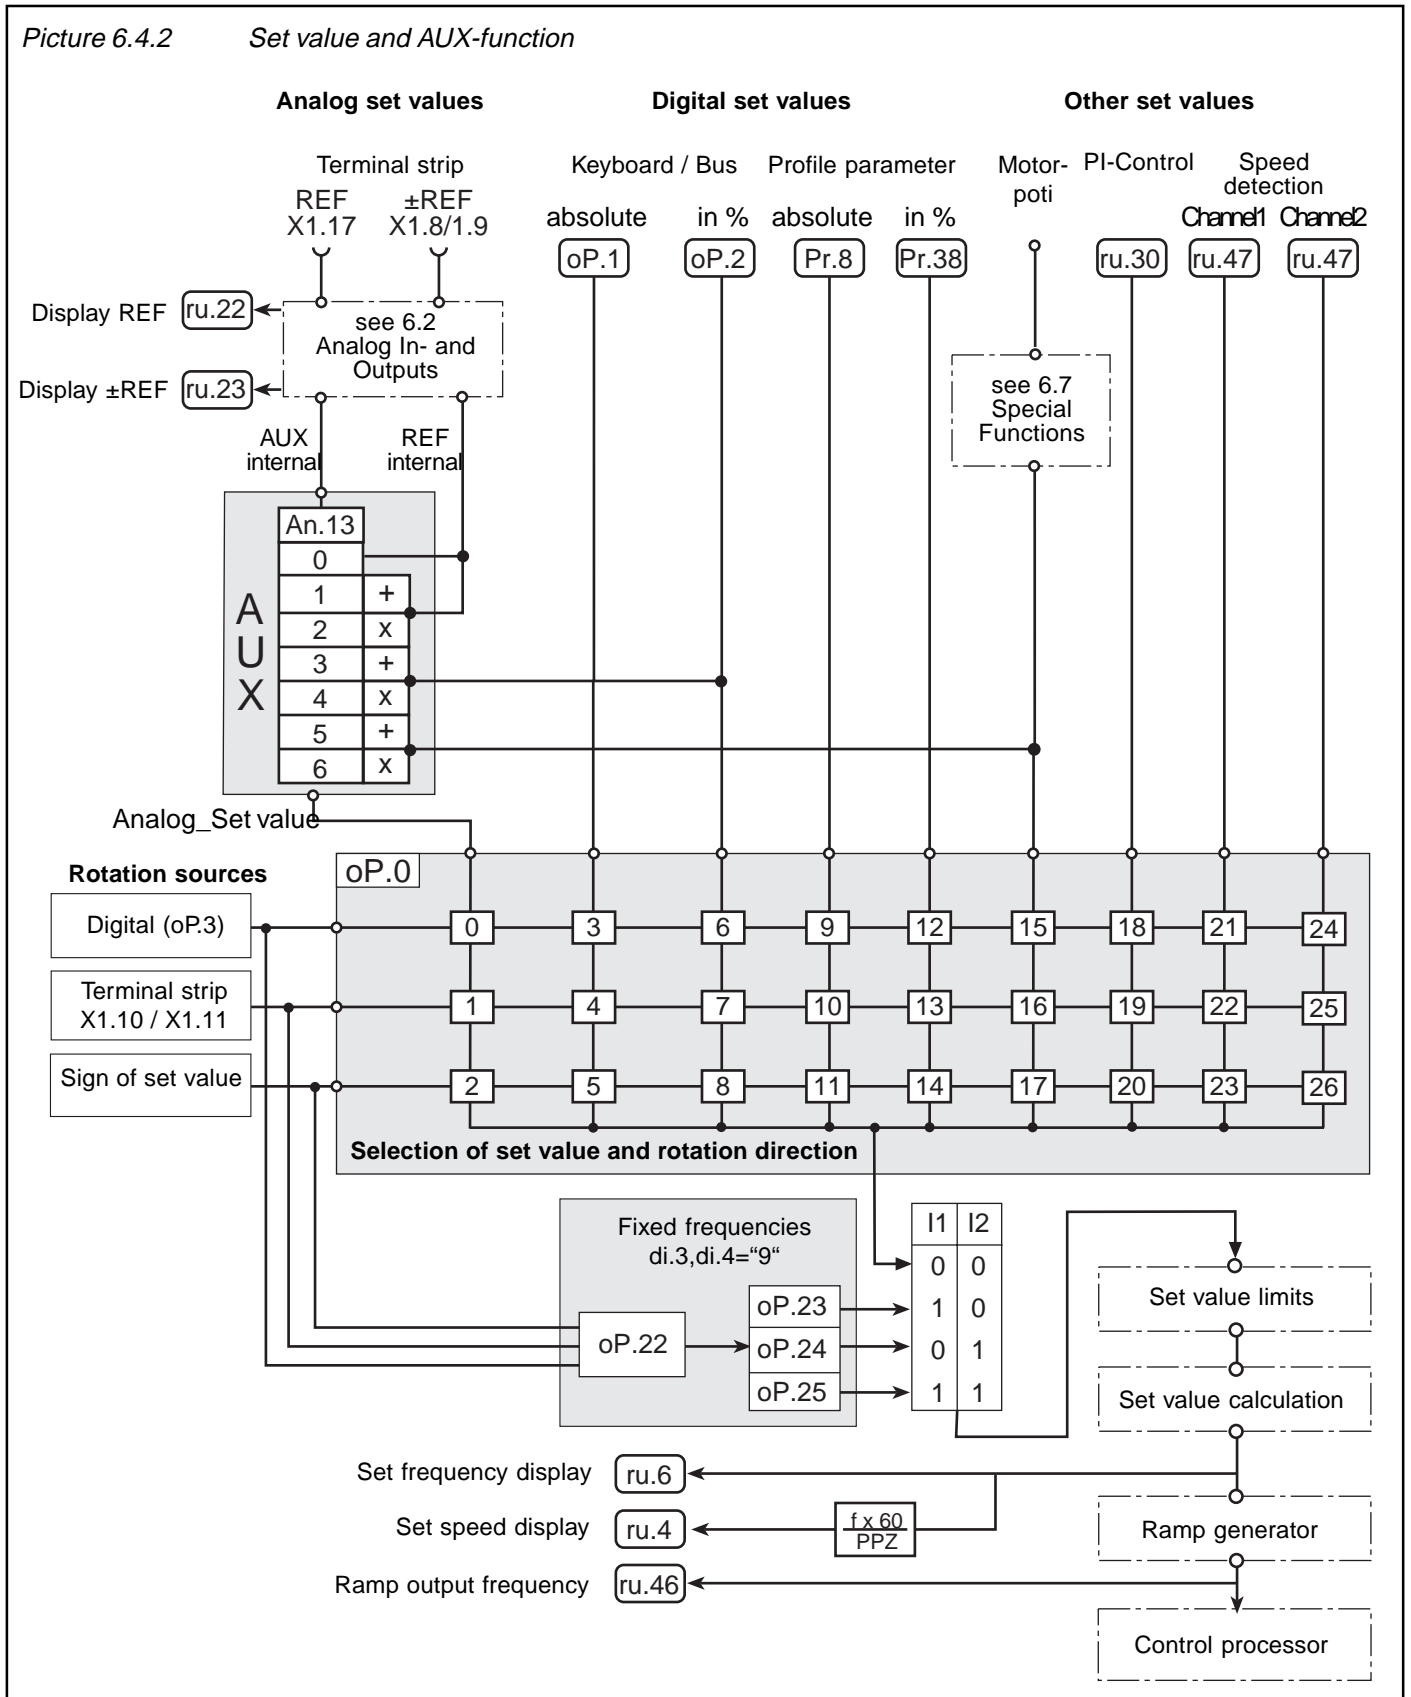 Picture 6.4.2 Set value and AUX-function
Analog set values Digital set values Other set values
Terminal strip Keyboard / Bus Profile parameter Motor-poti PI-Control Speed detection
REF X1.17 ±REF X1.8/1.9 absolute in % absolute in % Channel1 Channel2
oP.1 oP.2 Pr.8 Pr.38 ru.30 ru.47 ru.47
Display REF ru.22
see 6.2
Analog In- and
Outputs
Display ±REF ru.23
see 6.7
Special
Functions
AUX internal REF internal
AUX
An.13
0
1 +
2 x
3 +
4 x
5 +
6 x
Analog_Set value
Rotation sources
oP.0
Digital (oP.3) 0 3 6 9 12 15 18 21 24
Terminal strip
X1.10 / X1.11 1 4 7 10 13 16 19 22 25
Sign of set value 2 5 8 11 14 17 20 23 26
Selection of set value and rotation direction
Fixed frequencies
di.3,di.4=“9“
oP.22
oP.23
oP.24
oP.25
I1 I2
0 0
1 0
0 1
1 1
Set value limits
Set value calculation
Set frequency display ru.6
Set speed display ru.4
f x 60
PPZ
Ramp generator
Ramp output frequency ru.46
Control processor